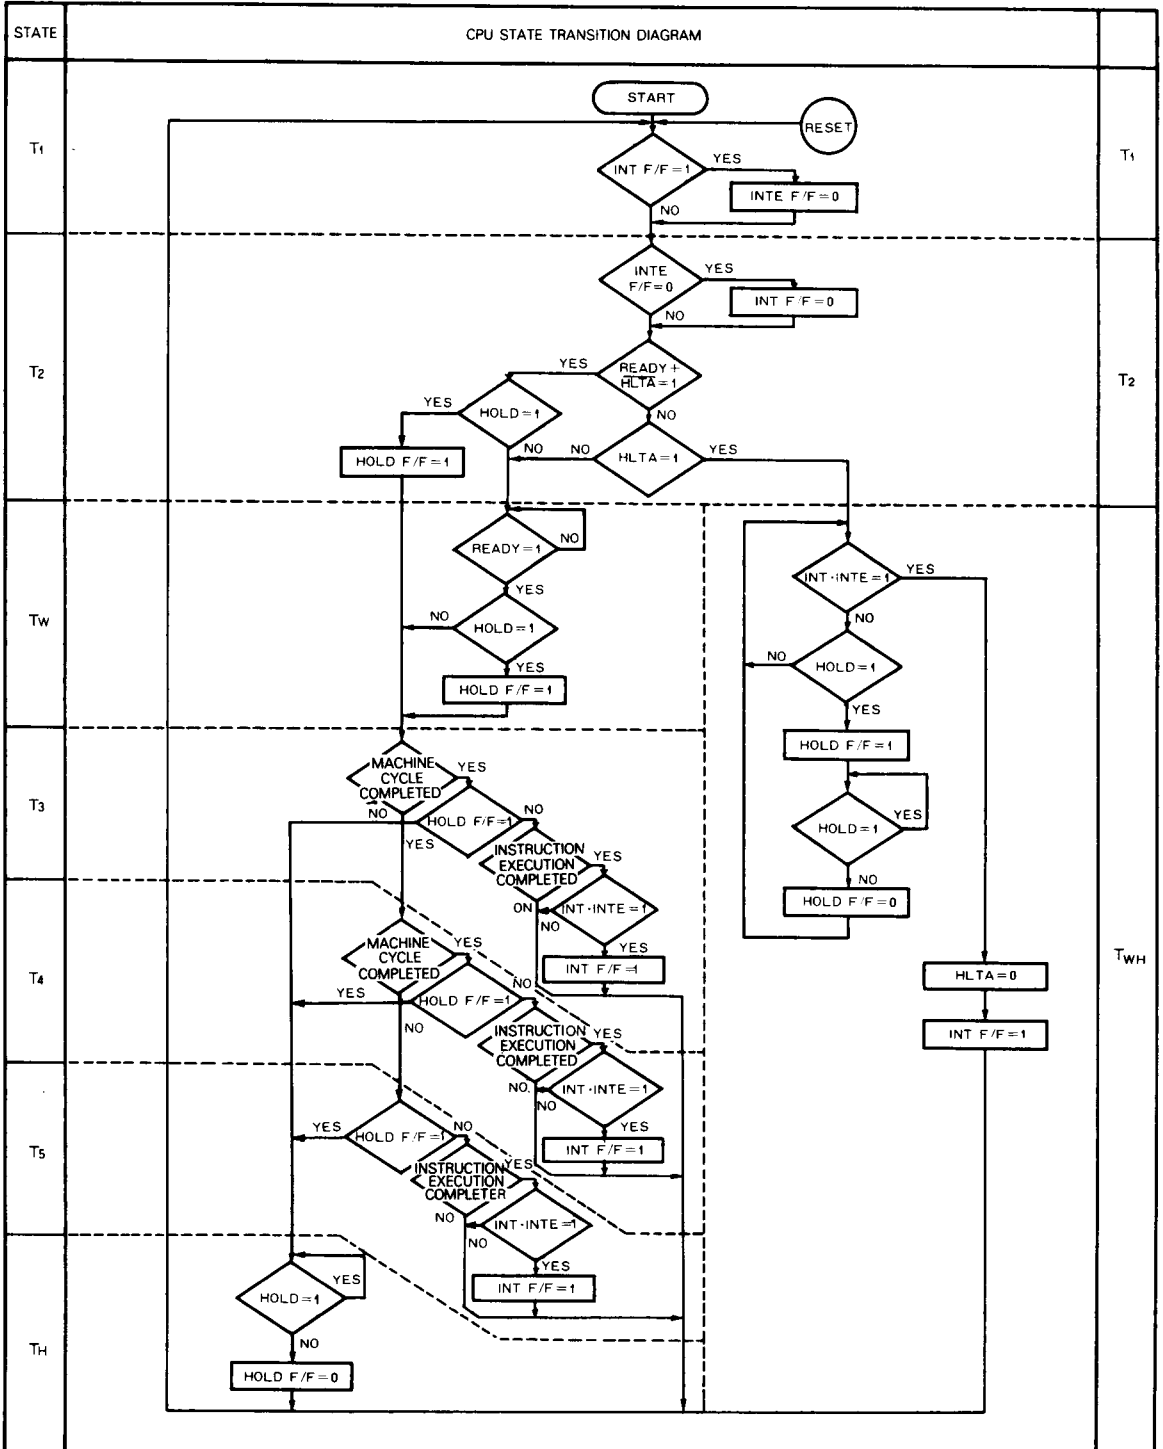 STATE
CPU STATE TRANSITION DIAGRAM
START
RESET
T1
T1
INT F/F=1
YES
INTE F/F=0
NO
INTE
F/F=0
YES
INT F/F=0
NO
T2
T2
READY+
HLTA=1
YES
NO
HOLD=1
YES
NO
HOLD F/F=1
HLTA=1
NO
YES
TW
READY=1
NO
YES
HOLD=1
NO
YES
HOLD F/F=1
INT·INTE=1
YES
NO
HOLD=1
NO
YES
HOLD F/F=1
HOLD=1
YES
NO
HOLD F/F=0
HLTA=0
INT F/F=1
TWH
T3
MACHINE
CYCLE
COMPLETED
YES
NO
HOLD F/F=1
NO
YES
INSTRUCTION
EXECUTION
COMPLETED
YES
ON
INT·INTE=1
NO
YES
INT F/F=1
T4
MACHINE
CYCLE
COMPLETED
YES
NO
HOLD F/F=1
YES
NO
INSTRUCTION
EXECUTION
COMPLETED
YES
NO.
INT·INTE=1
NO
YES
INT F/F=1
T5
HOLD F/F=1
YES
NO
INSTRUCTION
EXECUTION
COMPLETER
YES
NO
INT·INTE=1
NO
YES
INT F/F=1
TH
HOLD=1
YES
NO
HOLD F/F=0